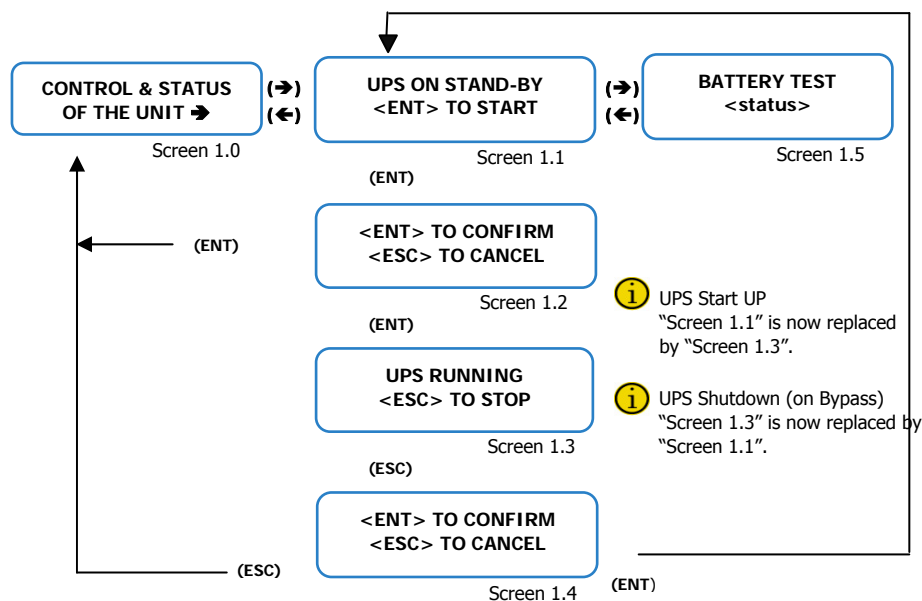 CONTROL & STATUS
OF THE UNIT ➔
(➔)
(🡸)
UPS ON STAND-BY
<ENT> TO START
(➔)
(🡸)
BATTERY TEST
<status>
Screen 1.0
Screen 1.1
Screen 1.5
(ENT)
<ENT> TO CONFIRM
<ESC> TO CANCEL
(ENT)
Screen 1.2
(ENT)
UPS Start UP
“Screen 1.1” is now replaced
by “Screen 1.3”.
UPS RUNNING
<ESC> TO STOP
Screen 1.3
UPS Shutdown (on Bypass)
“Screen 1.3” is now replaced by
“Screen 1.1”.
(ESC)
<ENT> TO CONFIRM
<ESC> TO CANCEL
(ESC)
(ENT)
Screen 1.4